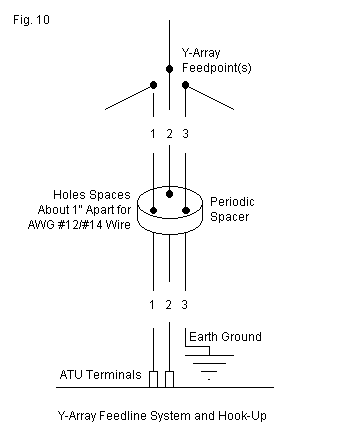 Fig. 10
Y-Array
Feedpoint(s)
1 2 3
Holes Spaces
About 1" Apart for
AWG #12/#14 Wire
Periodic
Spacer
1 2 3
Earth Ground
ATU Terminals
Y-Array Feedline System and Hook-Up